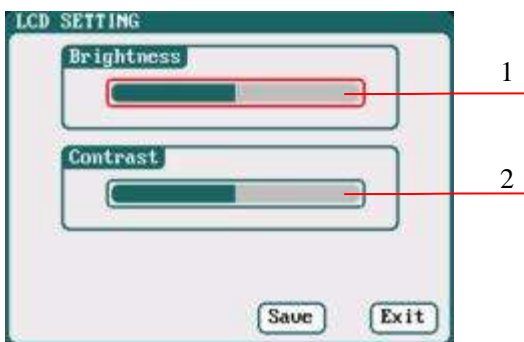 LCD SETTING
Brightness
1
Contrast
2
Save Exit